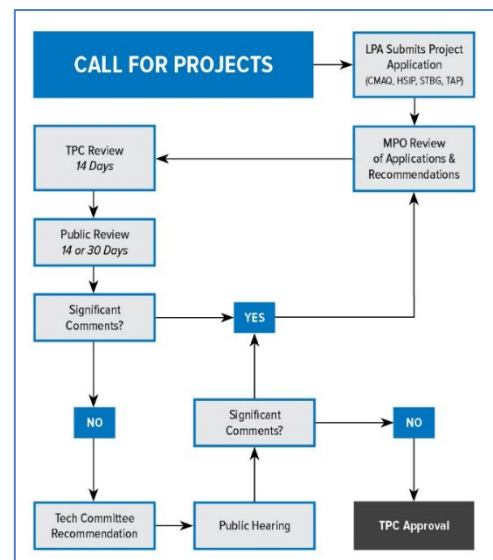 CALL FOR PROJECTS
LPA Submits Project
Application
(CMAQ, HSIP, STBG, TAP)
TPC Review
14 Days
MPO Review
of Applications &
Recommendations
Public Review
14 or 30 Days
Significant
Comments?
YES
NO
Significant
Comments?
NO
Tech Committee
Recommendation
Public Hearing
TPC Approval